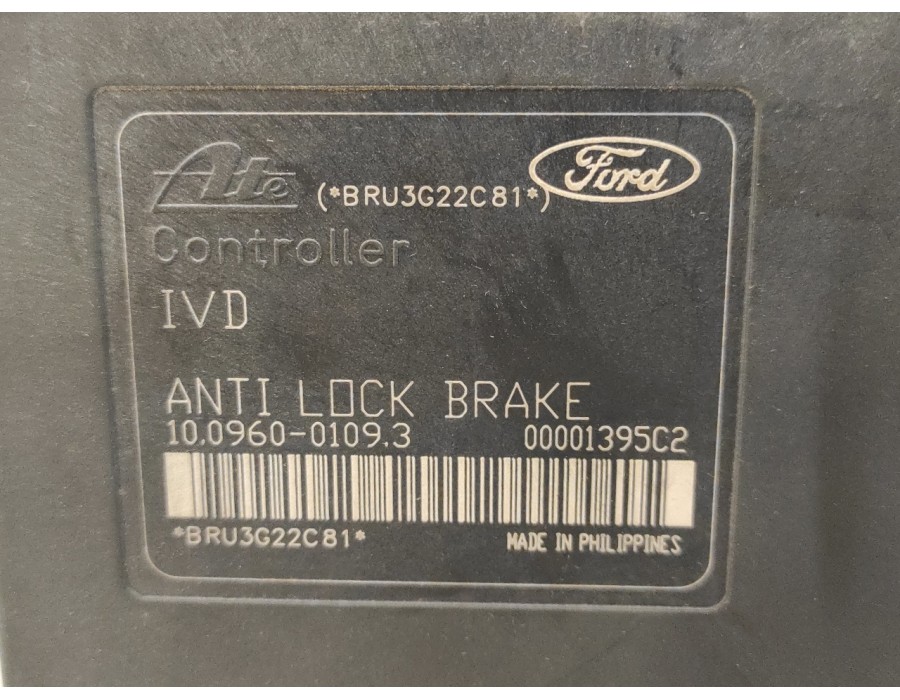 Ate (*BRU3G22C81*) Ford
Controller
IVD
ANTI LOCK BRAKE
10.0960-0109.3 00001395C2
*BRU3G22C81* MADE IN PHILIPPINES